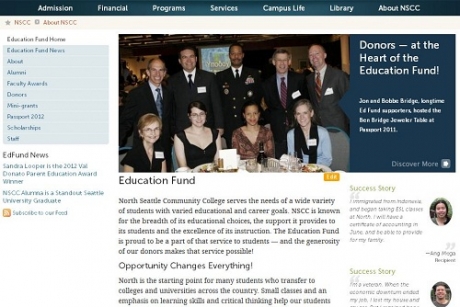 Admission Financial Programs Services Campus Life Library About NSCC
NSCC About NSCC
Education Fund Home
Education Fund News
About
Alumni
Faculty Awards
Donors
Mini-grants
Passport 2012
Scholarships
Staff
EdFund News
Sandra Looper is the 2012 Val
Donato Parent Education Award
Winner
NSCC Alumna is a Standout Seattle
University Graduate
Subscribe to our Feed
Donors — at the
Heart of the
Education Fund!
Jon and Bobbe Bridge, longtime
Ed Fund supporters, hosted the
Ben Bridge Jeweler Table at
Passport 2011.
Discover More
Education Fund
North Seattle Community College serves the needs of a wide variety
of students with varied educational and career goals. NSCC is known
for the breadth of its educational choices, the support it provides to
its students and the excellence of its instruction. The Education Fund
is proud to be a part of that service to students — and the generosity
of our donors makes that service possible!
Opportunity Changes Everything!
North is the starting point for many students who transfer to
colleges and universities across the country. Small classes and an
emphasis on learning skills and critical thinking help our students
Success Story
I immigrated from
Indonesia, and began taking ESL classes
at North. I will have a
certificate of accounting in
June, and be able to provide
for my family.
Recipient
Success Story
I'm a veteran. When the
economic downturn ended
my job, I lost my house and